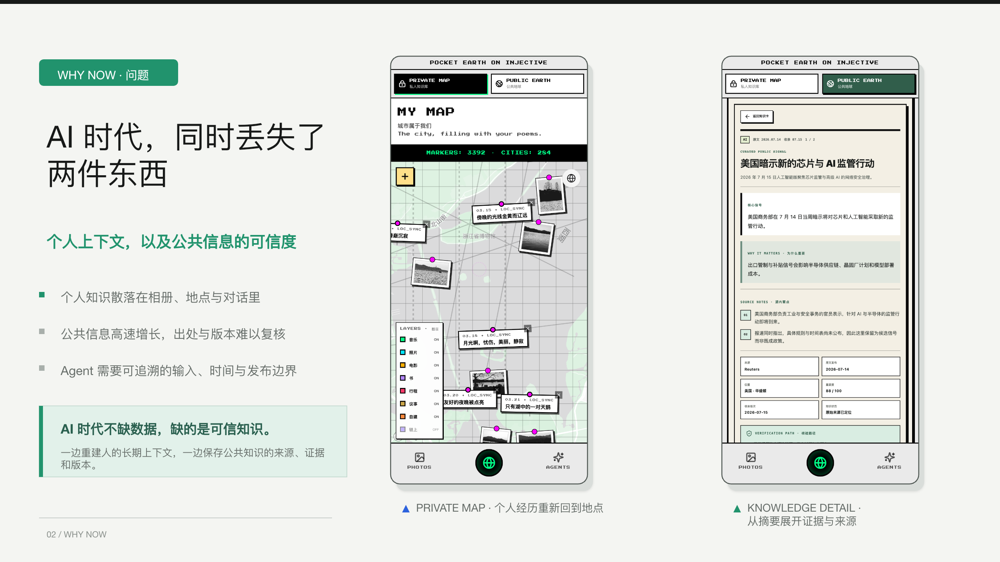 WHY NOW · 问题
AI 时代，同时丢失了
两件东西
个人上下文，以及公共信息的可信度
个人知识散落在相册、地点与对话里
公共信息高速增长，出处与版本难以复核
Agent 需要可追溯的输入、时间与发布边界
AI 时代不缺数据，缺的是可信知识。
一边重建人的长期上下文，一边保存公共知识的来源、证据
和版本。
02 / WHY NOW
POCKET EARTH ON INJECTIVE
PRIVATE MAP
私人知识库
PUBLIC EARTH
公共地球
MY MAP
城市属于我们
The city, filling with your poems.
MARKERS: 3392 · CITIES: 284
03.15 • LOC_SYNC
傍晚的光线金黄而辽远
北山街
• LOC_SYNC
巅沉寂
浙江省博物馆
西湖
03.18 • LOC_SYNC
月光啊，忧伤，美丽，静寂
LAYERS · 图层
音乐 ON
照片 ON
电影 ON
书 ON
行程 ON
议事 ON
自建 ON
链上 OFF
03.20 • LOC_SYNC
友好的夜晚被点亮
03.21 • LOC_SYNC
只有湖中的一对天鹅
PHOTOS
AGENTS
▲ PRIVATE MAP · 个人经历重新回到地点
POCKET EARTH ON INJECTIVE
PRIVATE MAP
私人知识库
PUBLIC EARTH
公共地球
返回知识卡
AI 原文 2026.07.14 收录 07.15 1 / 2
CURATED PUBLIC SIGNAL
美国暗示新的芯片与 AI 监管行动
2026 年 7 月 15 日人工智能版聚焦芯片监管与高级 AI 的网络安全治理。
核心信号
美国商务部在 7 月 14 日当周暗示将对芯片和人工智能采取新的监
管行动。
WHY IT MATTERS · 为什么重要
出口管制与补贴信号会影响半导体供应链、晶圆厂计划和模型部署
成本。
SOURCE NOTES · 源内要点
01 美国商务部负责工业与安全事务的官员表示，针对 AI 与半导体的监管行
动即将到来。
02 报道同时指出，具体规则与时间表尚未公布，因此这里保留为候选信号
而非既成政策。
来源
Reuters
原文发布
2026-07-14
位置
美国 · 华盛顿
重要度
88 / 100
收录版次
2026-07-15
知识状态
原始来源已定位
VERIFICATION PATH · 核验路径
PHOTOS
AGENTS
▲ KNOWLEDGE DETAIL ·
从摘要展开证据与来源